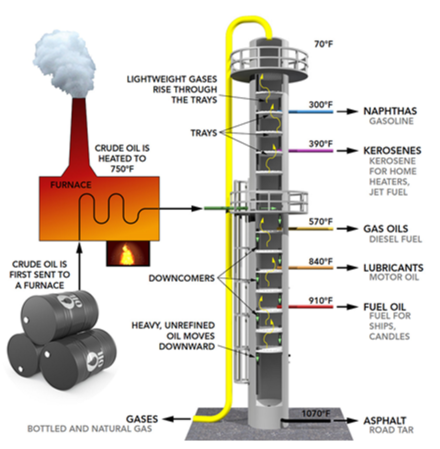 70°F
LIGHTWEIGHT GASES
RISE THROUGH
THE TRAYS
300°F
NAPHTHAS
GASOLINE
TRAYS
CRUDE OIL IS
HEATED TO
750°F
390°F
KEROSENES
KEROSENE
FOR HOME
HEATERS,
JET FUEL
FURNACE
570°F
GAS OILS
DIESEL FUEL
CRUDE OIL IS
FIRST SENT TO
A FURNACE
840°F
LUBRICANTS
MOTOR OIL
DOWNCOMERS
910°F
FUEL OIL
FUEL FOR
SHIPS,
CANDLES
OIL
OIL
HEAVY, UNREFINED
OIL MOVES
DOWNWARD
GASES
BOTTLED AND NATURAL GAS
1070°F
ASPHALT
ROAD TAR